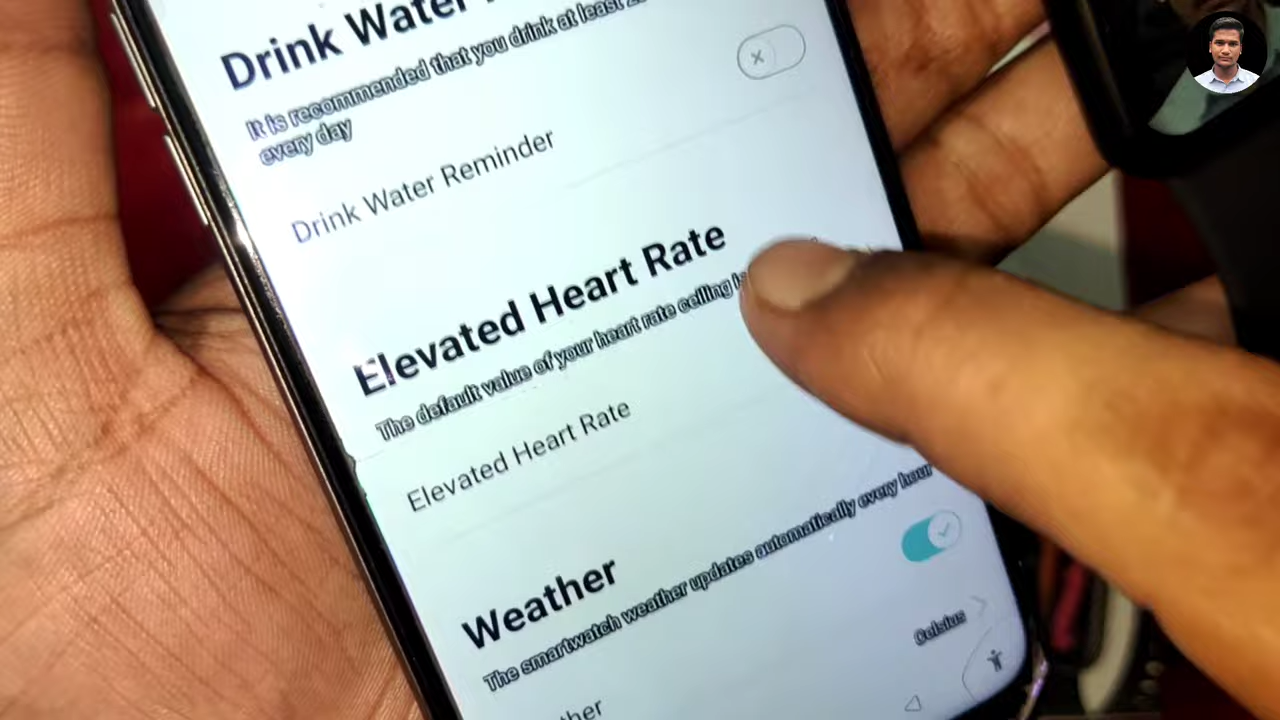 Drink Water
It is recommended that you drink at least
every day
Drink Water Reminder
Elevated Heart Rate
The default value of your heart rate ceiling
Elevated Heart Rate
Weather
The smartwatch weather updates automatically every hour
Celsius